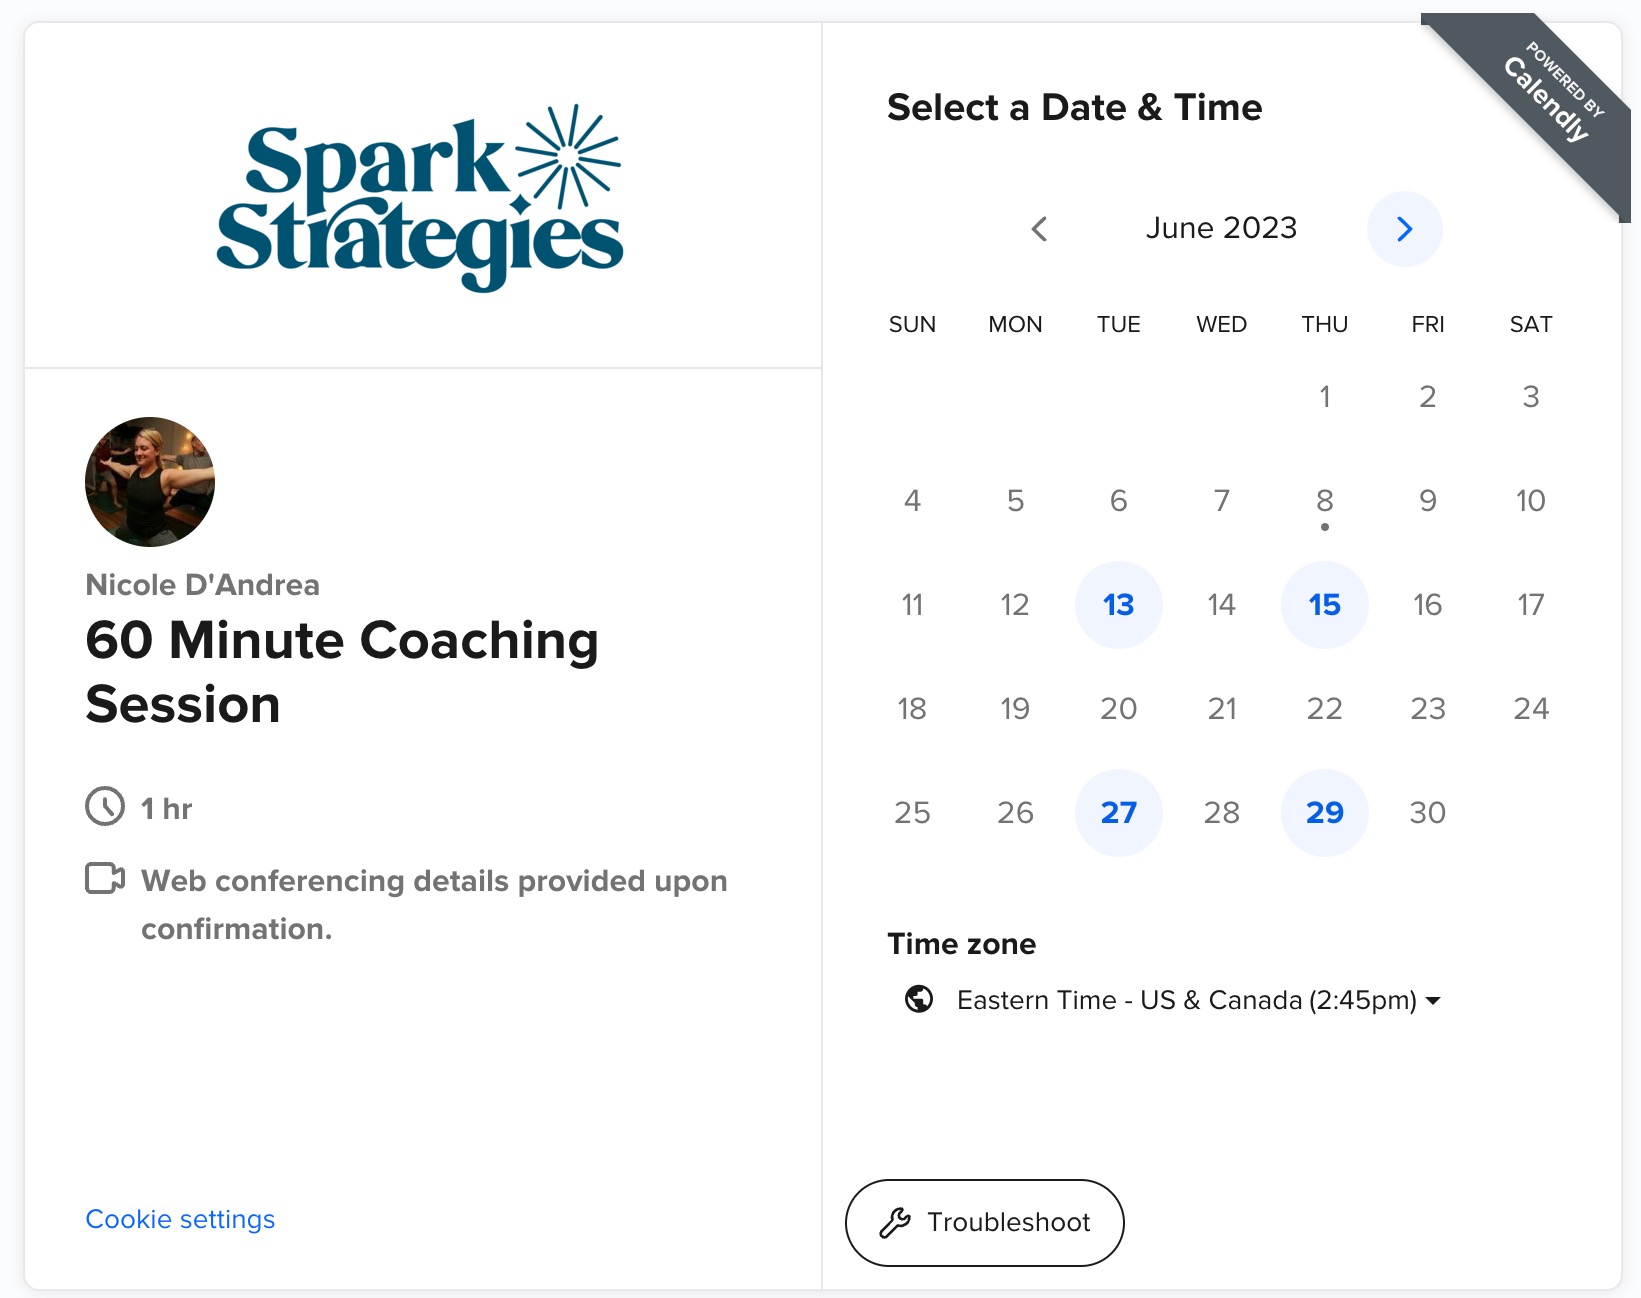 Spark
Strategies
Nicole D'Andrea
60 Minute Coaching
Session
1 hr
Web conferencing details provided upon
confirmation.
Cookie settings
POWERED BY
Calendly
Select a Date & Time
June 2023
SUN MON TUE WED THU FRI SAT
1 2 3
4 5 6 7 8 9 10
11 12 13 14 15 16 17
18 19 20 21 22 23 24
25 26 27 28 29 30
Time zone
Eastern Time - US & Canada (2:45pm)
Troubleshoot